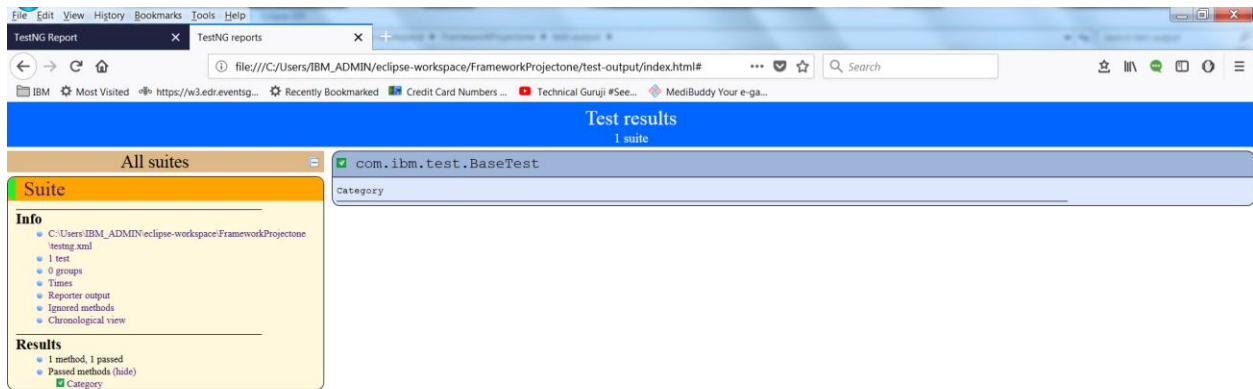 File Edit View History Bookmarks Tools Help
TestNG Report
TestNG reports
file:///C:/Users/IBM_ADMIN/eclipse-workspace/FrameworkProjectone/test-output/index.html#
Search
IBM
Most Visited
https://w3.edr.eventsg...
Recently Bookmarked
Credit Card Numbers ...
Technical Guruji #See...
MediBuddy Your e-ga...
Test results
1 suite
All suites
com.ibm.test.BaseTest
Suite
Category
Info
C:\Users\IBM_ADMIN\eclipse-workspace\FrameworkProjectone
\testng.xml
1 test
0 groups
Times
Reporter output
Ignored methods
Chronological view
Results
1 method, 1 passed
Passed methods (hide)
Category